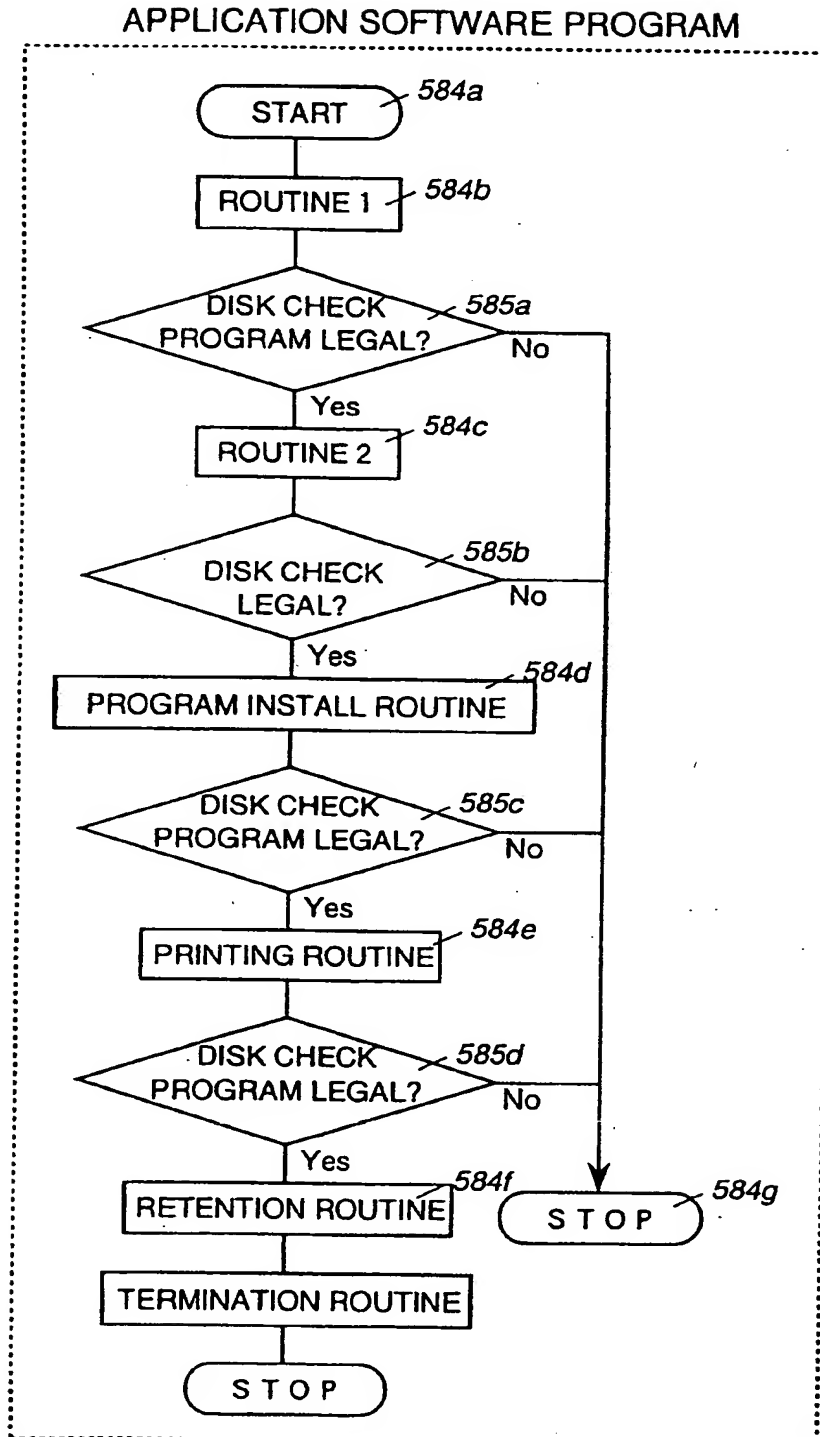 APPLICATION SOFTWARE PROGRAM
START
584a
ROUTINE 1
584b
DISK CHECK
PROGRAM LEGAL?
585a
No
Yes
ROUTINE 2
584c
DISK CHECK
LEGAL?
585b
No
Yes
PROGRAM INSTALL ROUTINE
584d
DISK CHECK
PROGRAM LEGAL?
585c
No
Yes
PRINTING ROUTINE
584e
DISK CHECK
PROGRAM LEGAL?
585d
No
Yes
RETENTION ROUTINE
584f
STOP
584g
TERMINATION ROUTINE
STOP